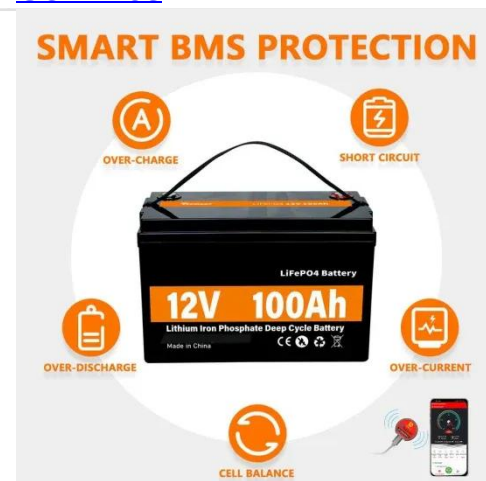 SMART BMS PROTECTION
OVER-CHARGE
SHORT CIRCUIT
LiFePO4 Battery
12V 100Ah
Lithium Iron Phosphate Deep Cycle Battery
Made in China
CE
OVER-DISCHARGE
OVER-CURRENT
CELL BALANCE